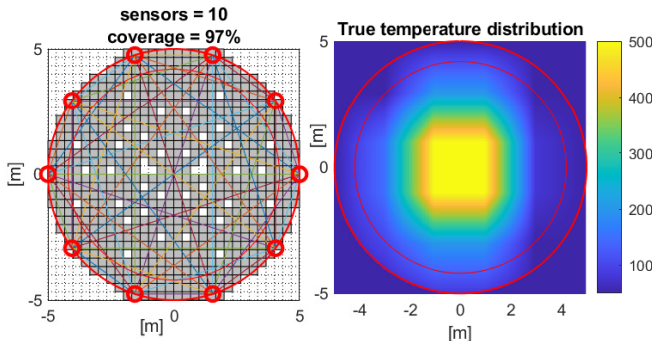 sensors = 10
coverage = 97%
5
0
-5
[m]
-5 0 5
[m]
True temperature distribution
5
0
-5
[m]
-4 -2 0 2 4
[m]
500
400
300
200
100